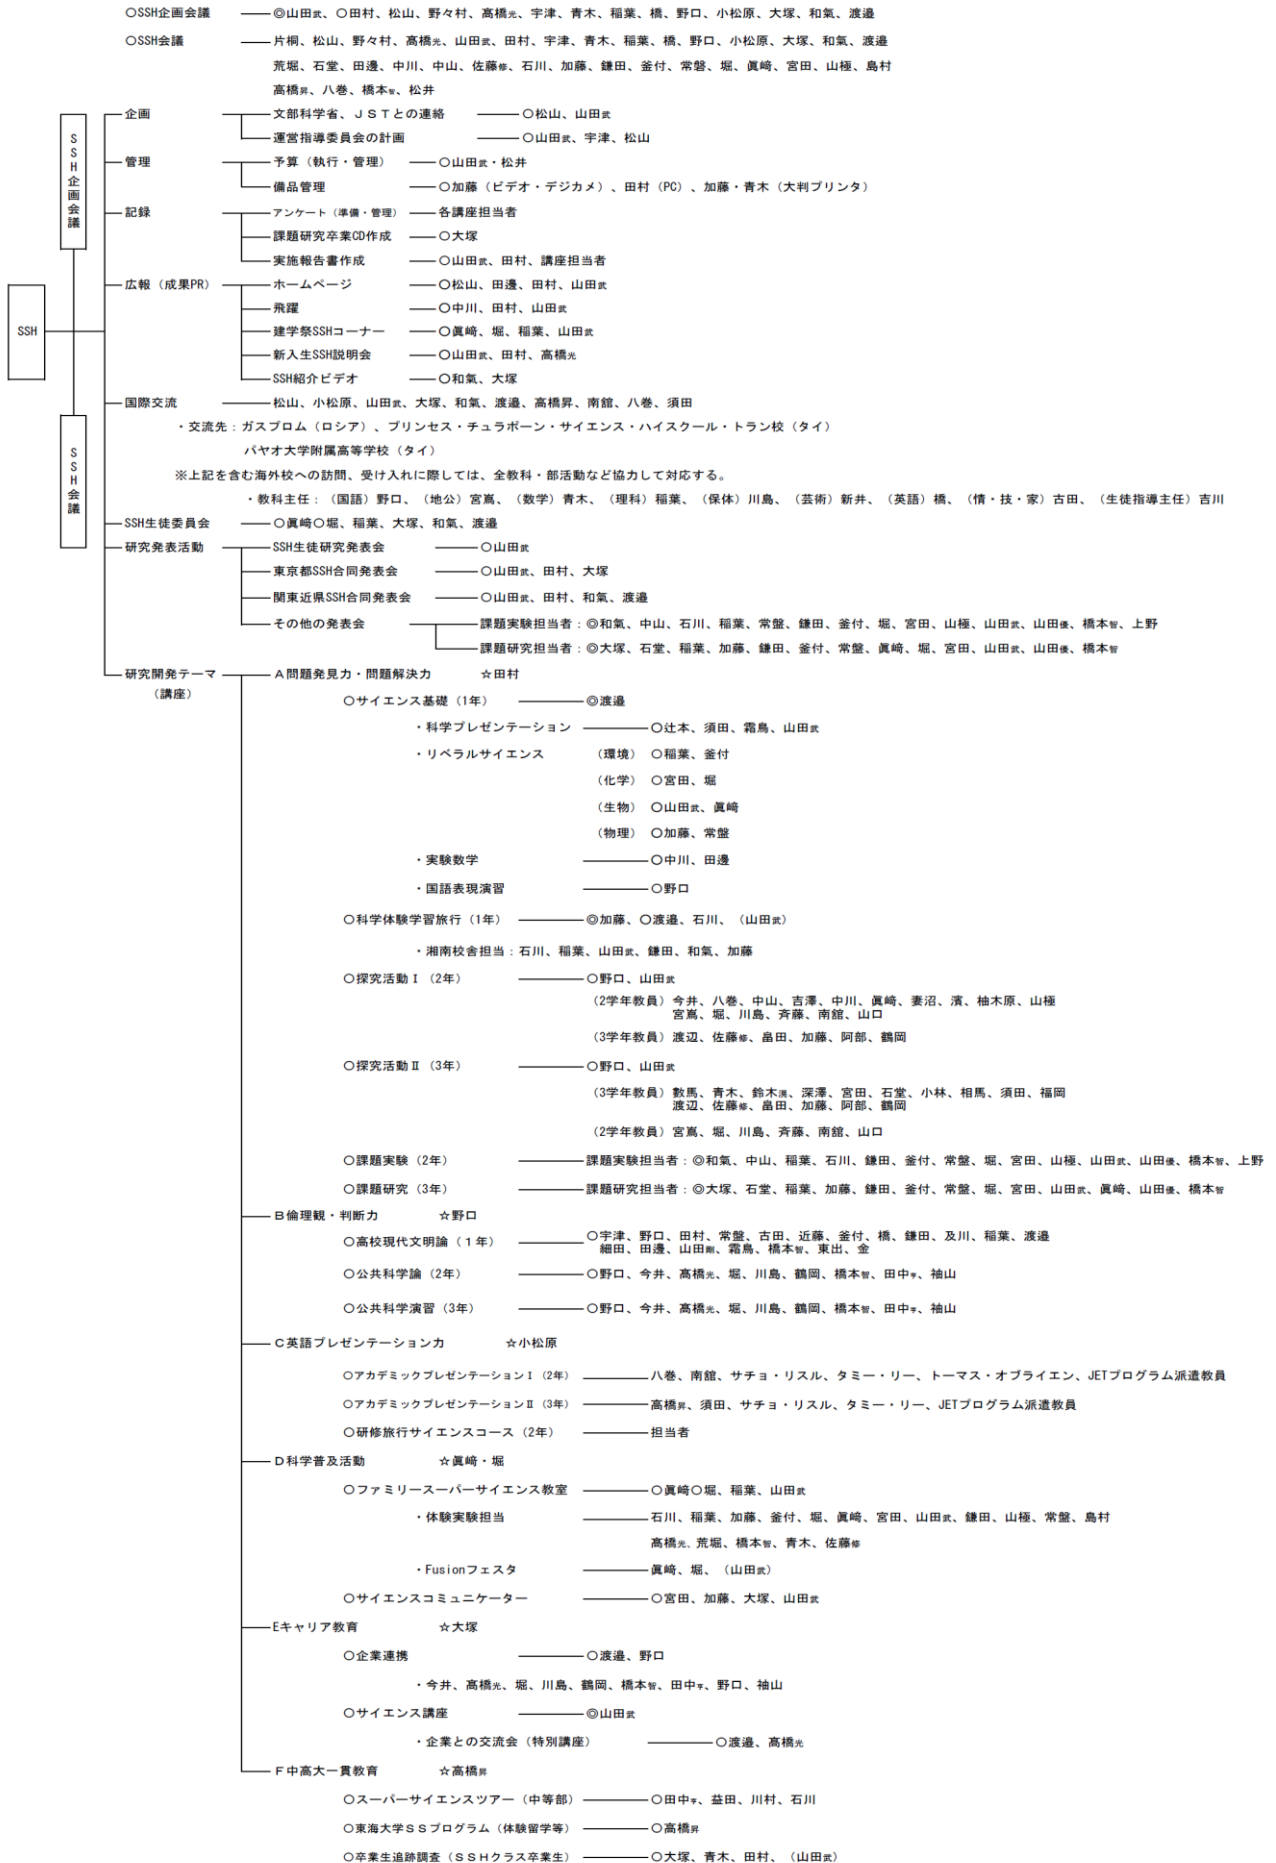 ○SSH企画会議 ◎山田武、○田村、松山、野々村、髙橋光、宇津、青木、稲葉、橋、野口、小松原、大塚、和氣、渡邉
○SSH会議 片桐、松山、野々村、髙橋光、山田武、田村、宇津、青木、稲葉、橋、野口、小松原、大塚、和氣、渡邉
荒堀、石堂、田邊、中川、中山、佐藤修、石川、加藤、鎌田、釜付、常磐、堀、眞﨑、宮田、山極、島村
高橋昇、八巻、橋本智、松井
SSH
SSH企画会議
SSH会議
企画 文部科学省、JSTとの連絡 ○松山、山田武
運営指導委員会の計画 ○山田武、宇津、松山
管理 予算(執行・管理) ○山田武・松井
備品管理 ○加藤(ビデオ・デジカメ)、田村(PC)、加藤・青木(大判プリンタ)
記録 アンケート(準備・管理) 各講座担当者
課題研究卒業CD作成 ○大塚
実施報告書作成 ○山田武、田村、講座担当者
広報(成果PR) ホームページ ○松山、田邊、田村、山田武
飛躍 ○中川、田村、山田武
建学祭SSHコーナー ○眞﨑、堀、稲葉、山田武
新入生SSH説明会 ○山田武、田村、髙橋光
SSH紹介ビデオ ○和氣、大塚
国際交流 松山、小松原、山田武、大塚、和氣、渡邉、高橋昇、南舘、八巻、須田
・交流先:ガスプロム(ロシア)、プリンセス・チュラポーン・サイエンス・ハイスクール・トラン校(タイ)
パヤオ大学附属高等学校(タイ)
※上記を含む海外校への訪問、受け入れに際しては、全教科・部活動など協力して対応する。
・教科主任:(国語)野口、(地公)宮嶌、(数学)青木、(理科)稲葉、(保体)川島、(芸術)新井、(英語)橋、(情・技・家)古田、(生徒指導主任)吉川
SSH生徒委員会 ○眞﨑○堀、稲葉、大塚、和氣、渡邉
研究発表活動 SSH生徒研究発表会 ○山田武
東京都SSH合同発表会 ○山田武、田村、大塚
関東近県SSH合同発表会 ○山田武、田村、和氣、渡邉
その他の発表会 課題実験担当者:◎和氣、中山、石川、稲葉、常盤、鎌田、釜付、堀、宮田、山極、山田武、山田優、橋本智、上野
課題研究担当者:◎大塚、石堂、稲葉、加藤、鎌田、釜付、常盤、眞﨑、堀、宮田、山田武、山田優、橋本智
研究開発テーマ A問題発見力・問題解決力 ☆田村
(講座)
○サイエンス基礎(1年) ◎渡邉
・科学プレゼンテーション ○辻本、須田、霜鳥、山田武
・リベラルサイエンス (環境) ○稲葉、釜付
(化学) ○宮田、堀
(生物) ○山田武、眞﨑
(物理) ○加藤、常盤
・実験数学 ○中川、田邊
・国語表現演習 ○野口
○科学体験学習旅行(1年) ◎加藤、○渡邉、石川、(山田武)
・湘南校舎担当:石川、稲葉、山田武、鎌田、和氣、加藤
○探究活動Ⅰ(2年) ○野口、山田武
(2学年教員)今井、八巻、中山、吉澤、中川、眞﨑、妻沼、濱、柚木原、山極
宮嶌、堀、川島、斉藤、南舘、山口
(3学年教員)渡辺、佐藤修、畠田、加藤、阿部、鶴岡
○探究活動Ⅱ(3年) ○野口、山田武
(3学年教員)數馬、青木、鈴木、深澤、宮田、石堂、小林、相馬、須田、福岡
渡辺、佐藤修、畠田、加藤、阿部、鶴岡
(2学年教員)宮嶌、堀、川島、斉藤、南舘、山口
○課題実験(2年) 課題実験担当者:◎和氣、中山、稲葉、石川、鎌田、釜付、常盤、堀、宮田、山極、山田武、山田優、橋本智、上野
○課題研究(3年) 課題研究担当者:◎大塚、石堂、稲葉、加藤、鎌田、釜付、常盤、堀、宮田、山田武、眞﨑、山田優、橋本智
B倫理観・判断力 ☆野口
○高校現代文明論(1年) ○宇津、野口、田村、常盤、古田、近藤、釜付、橋、鎌田、及川、稲葉、渡邉
細田、田邊、山田剛、霜鳥、橋本智、東出、金
○公共科学論(2年) ○野口、今井、髙橋光、堀、川島、鶴岡、橋本智、田中亨、袖山
○公共科学演習(3年) ○野口、今井、髙橋光、堀、川島、鶴岡、橋本智、田中亨、袖山
C英語プレゼンテーション力 ☆小松原
○アカデミックプレゼンテーションⅠ(2年) 八巻、南舘、サチョ・リスル、タミー・リー、トーマス・オブライエン、JETプログラム派遣教員
○アカデミックプレゼンテーションⅡ(3年) 高橋昇、須田、サチョ・リスル、タミー・リー、JETプログラム派遣教員
○研修旅行サイエンスコース(2年) 担当者
D科学普及活動 ☆眞﨑・堀
○ファミリースーパーサイエンス教室 ○眞﨑○堀、稲葉、山田武
・体験実験担当 石川、稲葉、加藤、釜付、堀、眞﨑、宮田、山田武、鎌田、山極、常盤、島村
髙橋光、荒堀、橋本智、青木、佐藤修
・Fusionフェスタ 眞﨑、堀、(山田武)
○サイエンスコミュニケーター ○宮田、加藤、大塚、山田武
Eキャリア教育 ☆大塚
○企業連携 ○渡邉、野口
・今井、髙橋光、堀、川島、鶴岡、橋本智、田中亨、野口、袖山
○サイエンス講座 ◎山田武
・企業との交流会(特別講座) ○渡邉、髙橋光
F中高大一貫教育 ☆高橋昇
○スーパーサイエンスツアー(中等部) ○田中亨、益田、川村、石川
○東海大学SSプログラム(体験留学等) ○高橋昇
○卒業生追跡調査(SSHクラス卒業生) ○大塚、青木、田村、(山田武)